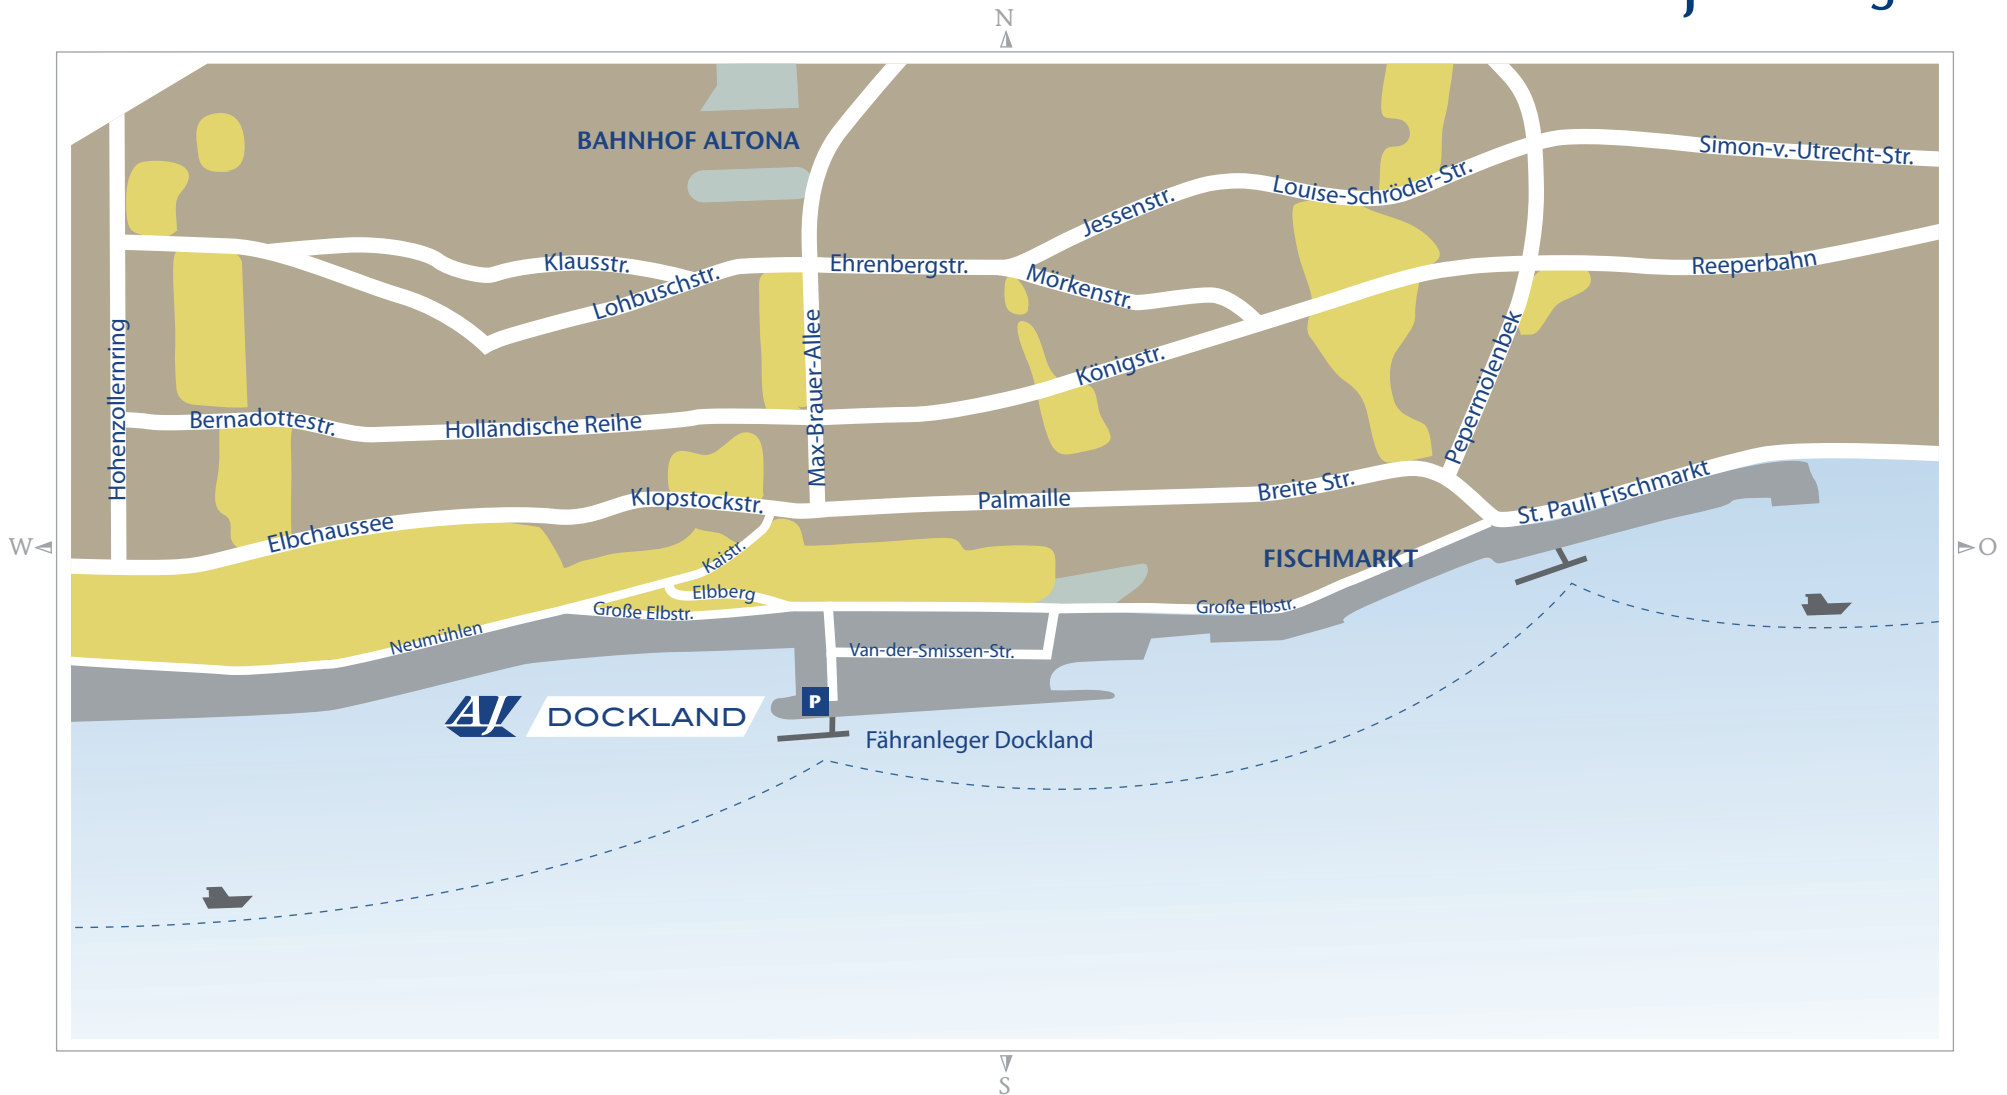 N
BAHNHOF ALTONA
Simon-v.-Utrecht-Str.
Louise-Schröder-Str.
Jessenstr.
Klausstr.
Lohbuschstr.
Ehrenbergstr.
Mörkenstr.
Reeperbahn
Hohenzollernring
Max-Brauer-Allee
Königstr.
Pepermölenbek
Bernadottestr.
Holländische Reihe
Klopstockstr.
Palmaille
Breite Str.
St. Pauli Fischmarkt
Elbchaussee
W
O
Kaistr.
FISCHMARKT
Elbberg
Große Elbstr.
Große Elbstr.
Neumühlen
Van-der-Smissen-Str.
P
AJ DOCKLAND
Fähranleger Dockland
S